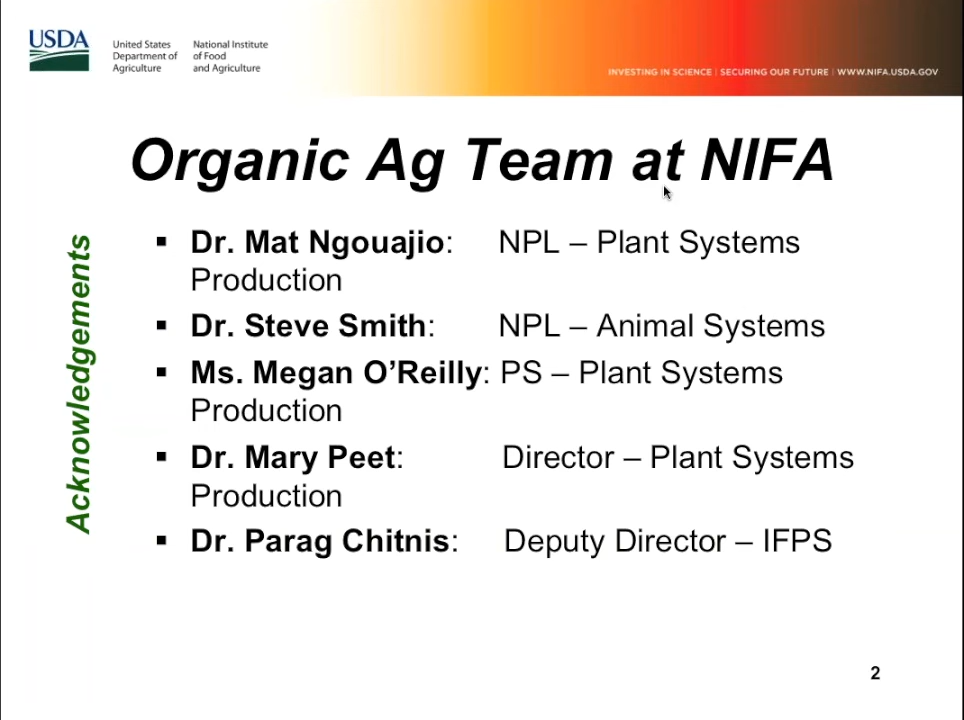 USDA
United States
Department of
Agriculture
National Institute
of Food
and Agriculture
INVESTING IN SCIENCE | SECURING OUR FUTURE | WWW.NIFA.USDA.GOV
Organic Ag Team at NIFA
Acknowledgements
▪ Dr. Mat Ngouajio: NPL – Plant Systems
Production
▪ Dr. Steve Smith: NPL – Animal Systems
▪ Ms. Megan O’Reilly: PS – Plant Systems
Production
▪ Dr. Mary Peet: Director – Plant Systems
Production
▪ Dr. Parag Chitnis: Deputy Director – IFPS
2